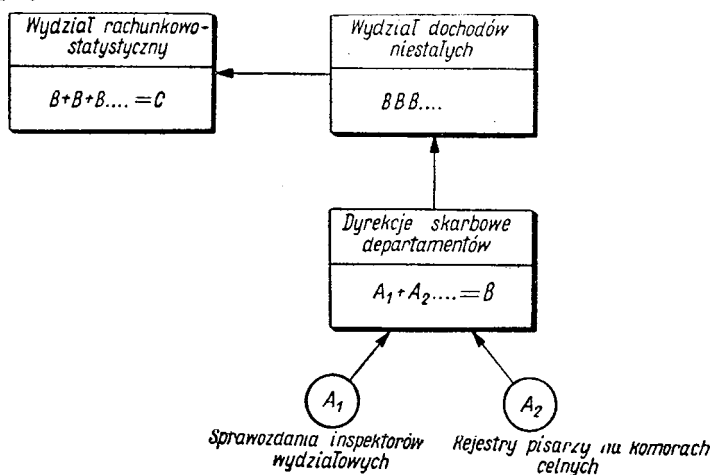 Wydział rachunkowo-
statystyczny
B+B+B.... = C
Wydział dochodów
niestałych
B B B....
Dyrekcje skarbowe
departamentów
A₁ + A₂.... = B
A₁
A₂
Sprawozdania inspektorów
wydziałowych
Rejestry pisarzy na komorach
celnych